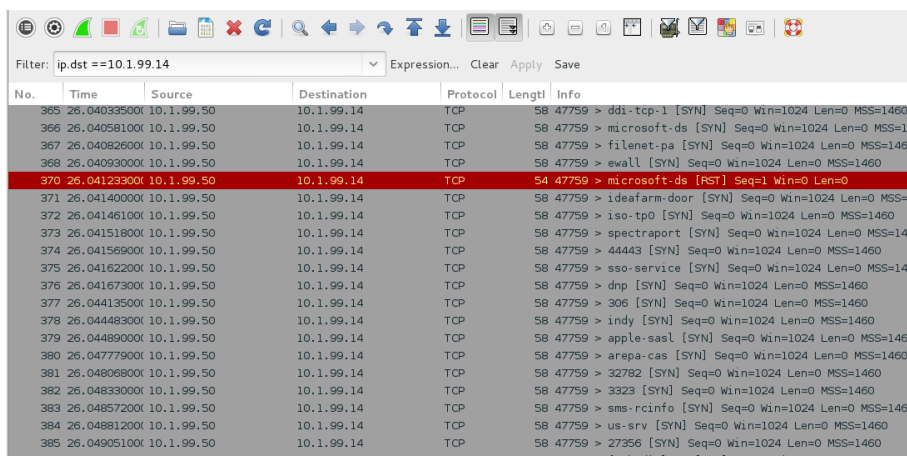 Filter: ip.dst ==10.1.99.14 Expression... Clear Apply Save
No. Time Source Destination Protocol Lengtl Info
365 26.040335000 10.1.99.50 10.1.99.14 TCP 58 47759 > ddi-tcp-1 [SYN] Seq=0 Win=1024 Len=0 MSS=1460
366 26.040581000 10.1.99.50 10.1.99.14 TCP 58 47759 > microsoft-ds [SYN] Seq=0 Win=1024 Len=0 MSS=1
367 26.040826000 10.1.99.50 10.1.99.14 TCP 58 47759 > filenet-pa [SYN] Seq=0 Win=1024 Len=0 MSS=146
368 26.040930000 10.1.99.50 10.1.99.14 TCP 58 47759 > ewall [SYN] Seq=0 Win=1024 Len=0 MSS=1460
370 26.041233000 10.1.99.50 10.1.99.14 TCP 54 47759 > microsoft-ds [RST] Seq=1 Win=0 Len=0
371 26.041400000 10.1.99.50 10.1.99.14 TCP 58 47759 > ideafarm-door [SYN] Seq=0 Win=1024 Len=0 MSS=
372 26.041461000 10.1.99.50 10.1.99.14 TCP 58 47759 > iso-tp0 [SYN] Seq=0 Win=1024 Len=0 MSS=1460
373 26.041518000 10.1.99.50 10.1.99.14 TCP 58 47759 > spectraport [SYN] Seq=0 Win=1024 Len=0 MSS=14
374 26.041569000 10.1.99.50 10.1.99.14 TCP 58 47759 > 44443 [SYN] Seq=0 Win=1024 Len=0 MSS=1460
375 26.041622000 10.1.99.50 10.1.99.14 TCP 58 47759 > sso-service [SYN] Seq=0 Win=1024 Len=0 MSS=14
376 26.041673000 10.1.99.50 10.1.99.14 TCP 58 47759 > dnp [SYN] Seq=0 Win=1024 Len=0 MSS=1460
377 26.044135000 10.1.99.50 10.1.99.14 TCP 58 47759 > 306 [SYN] Seq=0 Win=1024 Len=0 MSS=1460
378 26.044483000 10.1.99.50 10.1.99.14 TCP 58 47759 > indy [SYN] Seq=0 Win=1024 Len=0 MSS=1460
379 26.044890000 10.1.99.50 10.1.99.14 TCP 58 47759 > apple-sasl [SYN] Seq=0 Win=1024 Len=0 MSS=146
380 26.047779000 10.1.99.50 10.1.99.14 TCP 58 47759 > arepa-cas [SYN] Seq=0 Win=1024 Len=0 MSS=1460
381 26.048068000 10.1.99.50 10.1.99.14 TCP 58 47759 > 32782 [SYN] Seq=0 Win=1024 Len=0 MSS=1460
382 26.048330000 10.1.99.50 10.1.99.14 TCP 58 47759 > 3323 [SYN] Seq=0 Win=1024 Len=0 MSS=1460
383 26.048572000 10.1.99.50 10.1.99.14 TCP 58 47759 > sms-rcinfo [SYN] Seq=0 Win=1024 Len=0 MSS=146
384 26.048812000 10.1.99.50 10.1.99.14 TCP 58 47759 > us-srv [SYN] Seq=0 Win=1024 Len=0 MSS=1460
385 26.049051000 10.1.99.50 10.1.99.14 TCP 58 47759 > 27356 [SYN] Seq=0 Win=1024 Len=0 MSS=1460